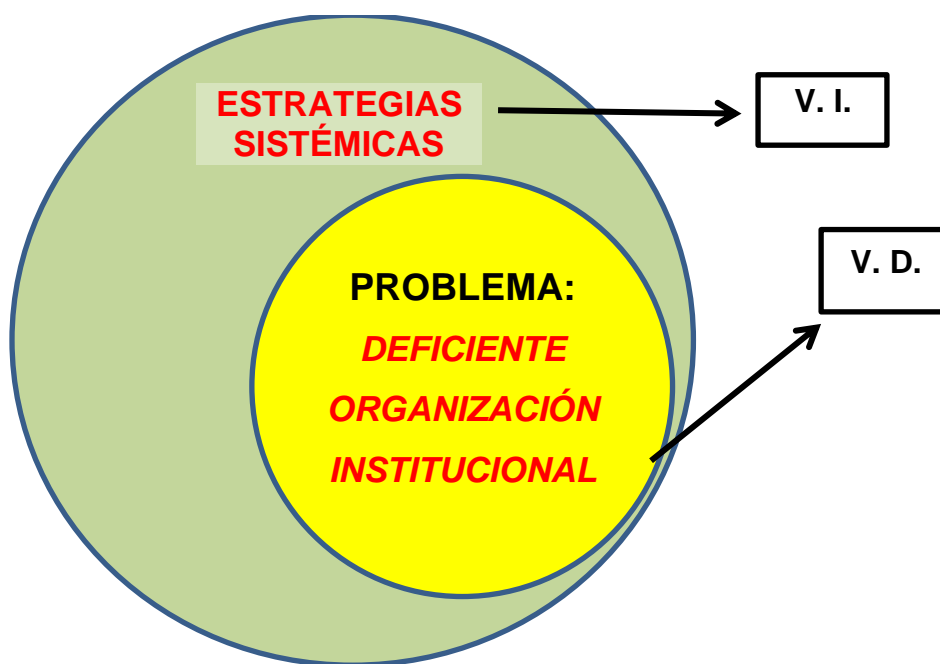 ESTRATEGIAS
SISTÉMICAS
V. I.
V. D.
PROBLEMA:
DEFICIENTE
ORGANIZACIÓN
INSTITUCIONAL